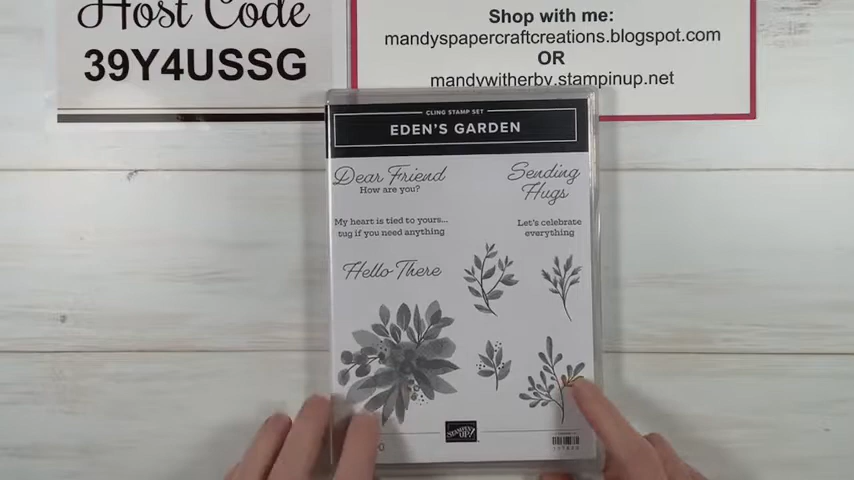 Host Code
39Y4USSG
Shop with me:
mandyspapercraftcreations.blogspot.com
OR
mandywitherby.stampinup.net
CLING STAMP SET
EDEN'S GARDEN
Dear Friend
How are you?
Sending
Hugs
My heart is tied to yours...
tug if you need anything
Let's celebrate
everything
Hello There
STAMPIN' UP!